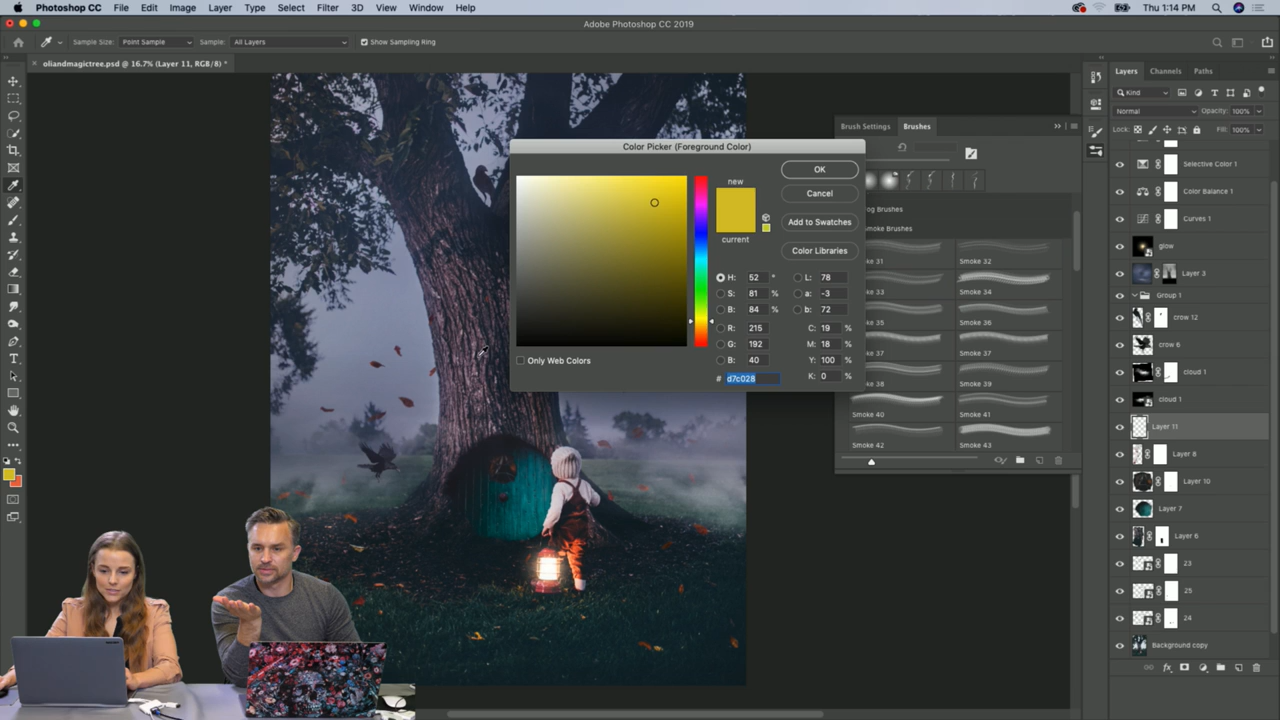 Photoshop CC File Edit Image Layer Type Select Filter 3D View Window Help Thu 1:14 PM
Adobe Photoshop CC 2019
Sample Size: Point Sample Sample: All Layers Show Sampling Ring
oliandmagictree.psd @ 16.7% (Layer 11, RGB/8) *
Layers Channels Paths
Kind
Normal Opacity: 100%
Lock: Fill: 100%
Selective Color 1
Color Balance 1
Curves 1
glow
Layer 3
Group 1
crow 12
crow 6
cloud 1
cloud 1
Layer 11
Layer 8
Layer 10
Layer 7
Layer 6
23
25
24
Background copy
Brush Settings Brushes
Smoke Brushes
Smoke 31 Smoke 32
Smoke 34
Smoke 36
Smoke 37
Smoke 39
Smoke 40 Smoke 41
Smoke 42 Smoke 43
Color Picker (Foreground Color)
new
current
OK
Cancel
Add to Swatches
Color Libraries
H: 52 ° L: 78
S: 81 % a: -3
B: 84 % b: 72
R: 215 C: 19 %
G: 192 M: 18 %
B: 40 Y: 100 %
# d7c028 K: 0 %
Only Web Colors